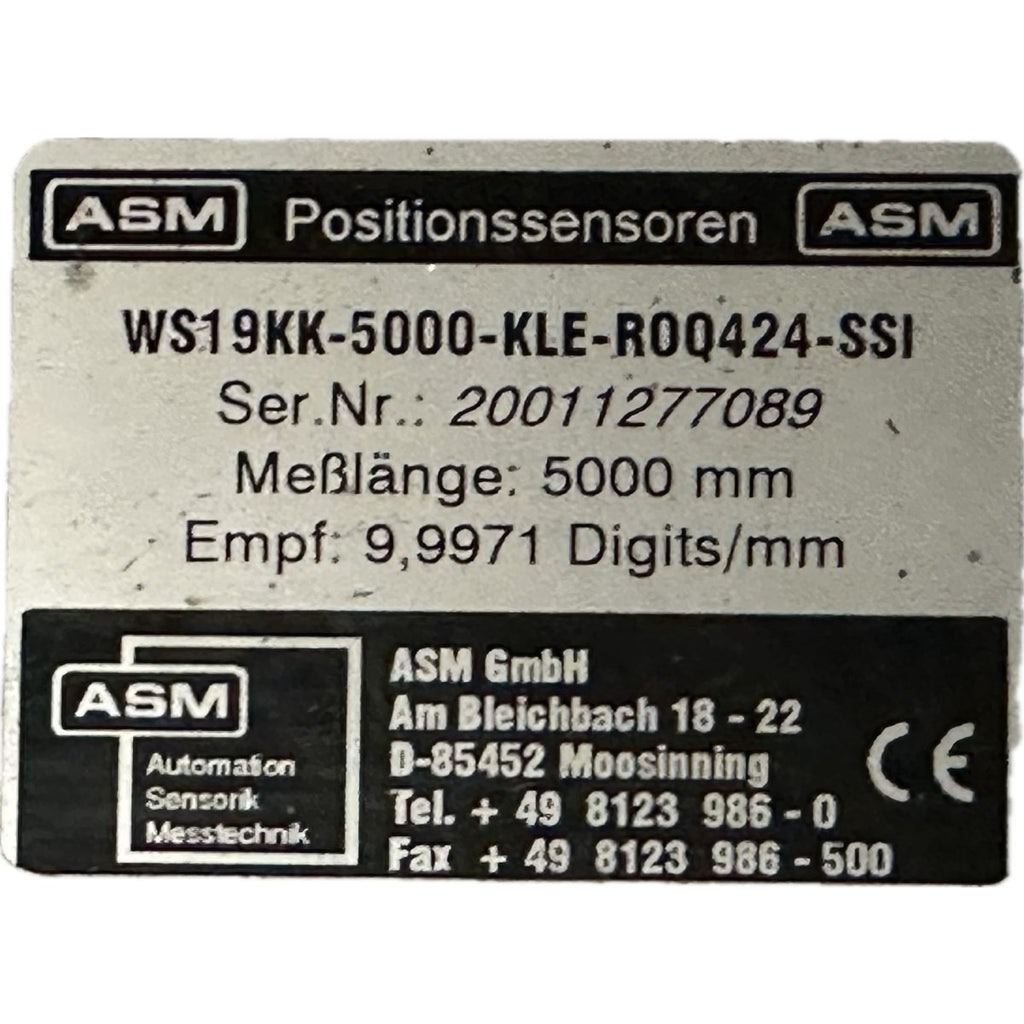 ASM Positionssensoren ASM
WS19KK-5000-KLE-ROQ424-SSI
Ser.Nr.: 20011277089
Meßlänge: 5000 mm
Empf: 9,9971 Digits/mm
ASM
Automation
Sensorik
Messtechnik
ASM GmbH
Am Bleichbach 18 - 22
D-85452 Moosinning
Tel. + 49 8123 986 - 0
Fax + 49 8123 986 - 500
CE